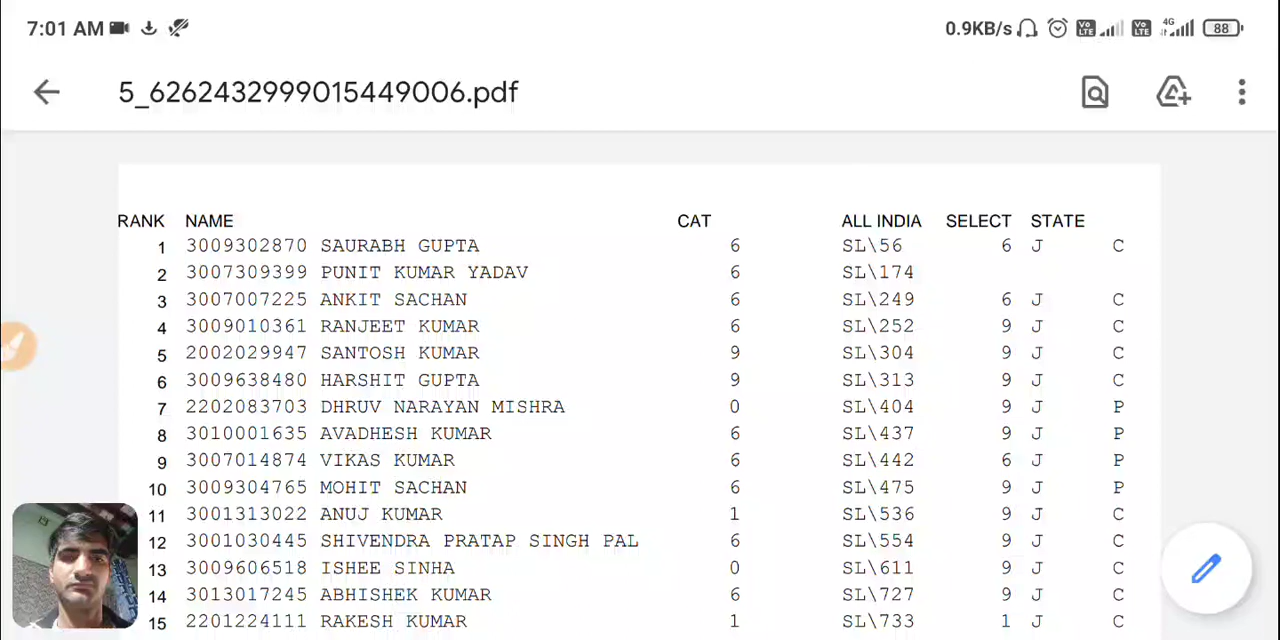 7:01 AM 0.9KB/s Vo LTE Vo LTE 4G 88
5_6262432999015449006.pdf
RANK NAME CAT ALL INDIA SELECT STATE
1 3009302870 SAURABH GUPTA 6 SL\56 6 J C
2 3007309399 PUNIT KUMAR YADAV 6 SL\174
3 3007007225 ANKIT SACHAN 6 SL\249 6 J C
4 3009010361 RANJEET KUMAR 6 SL\252 9 J C
5 2002029947 SANTOSH KUMAR 9 SL\304 9 J C
6 3009638480 HARSHIT GUPTA 9 SL\313 9 J C
7 2202083703 DHRUV NARAYAN MISHRA 0 SL\404 9 J P
8 3010001635 AVADHESH KUMAR 6 SL\437 9 J P
9 3007014874 VIKAS KUMAR 6 SL\442 6 J P
10 3009304765 MOHIT SACHAN 6 SL\475 9 J P
11 3001313022 ANUJ KUMAR 1 SL\536 9 J C
12 3001030445 SHIVENDRA PRATAP SINGH PAL 6 SL\554 9 J C
13 3009606518 ISHEE SINHA 0 SL\611 9 J C
14 3013017245 ABHISHEK KUMAR 6 SL\727 9 J C
15 2201224111 RAKESH KUMAR 1 SL\733 1 J C